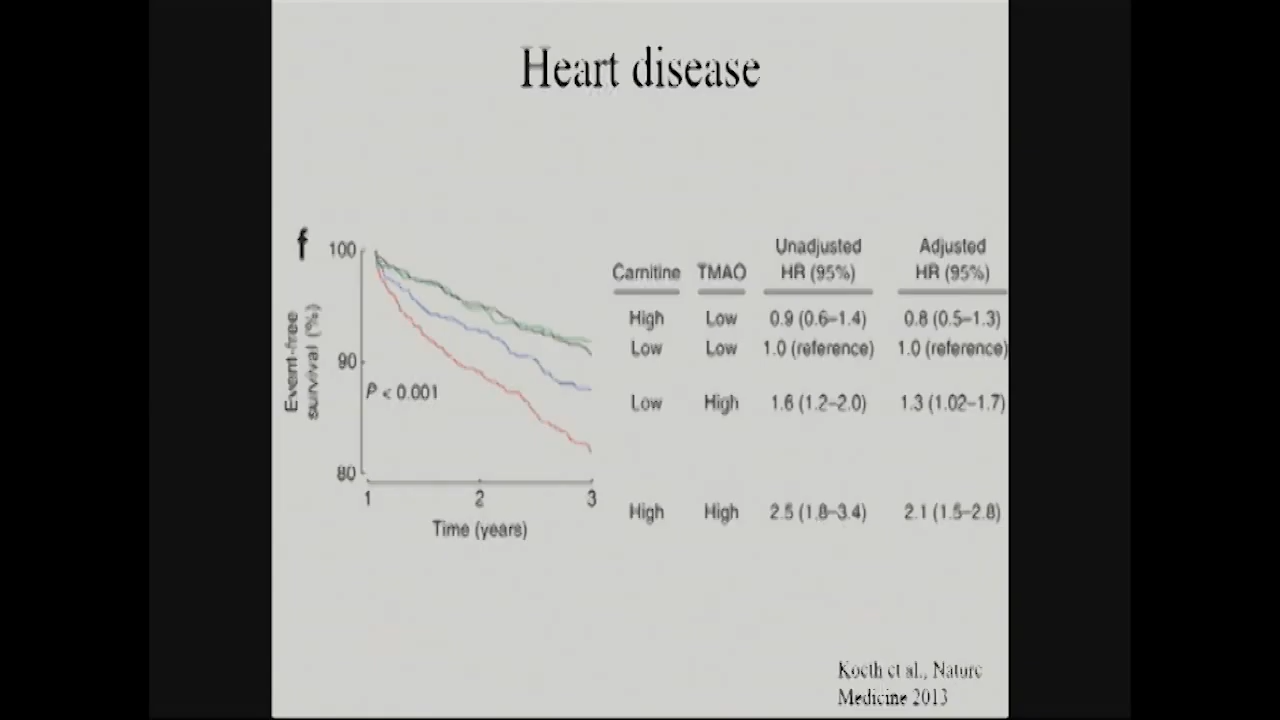 Heart disease
f
100
90
80
Event-free
survival (%)
P < 0.001
1 2 3
Time (years)
Unadjusted Adjusted
Carnitine TMAO HR (95%) HR (95%)
High Low 0.9 (0.6–1.4) 0.8 (0.5–1.3)
Low Low 1.0 (reference) 1.0 (reference)
Low High 1.6 (1.2–2.0) 1.3 (1.02–1.7)
High High 2.5 (1.8–3.4) 2.1 (1.5–2.8)
Koeth et al., Nature
Medicine 2013